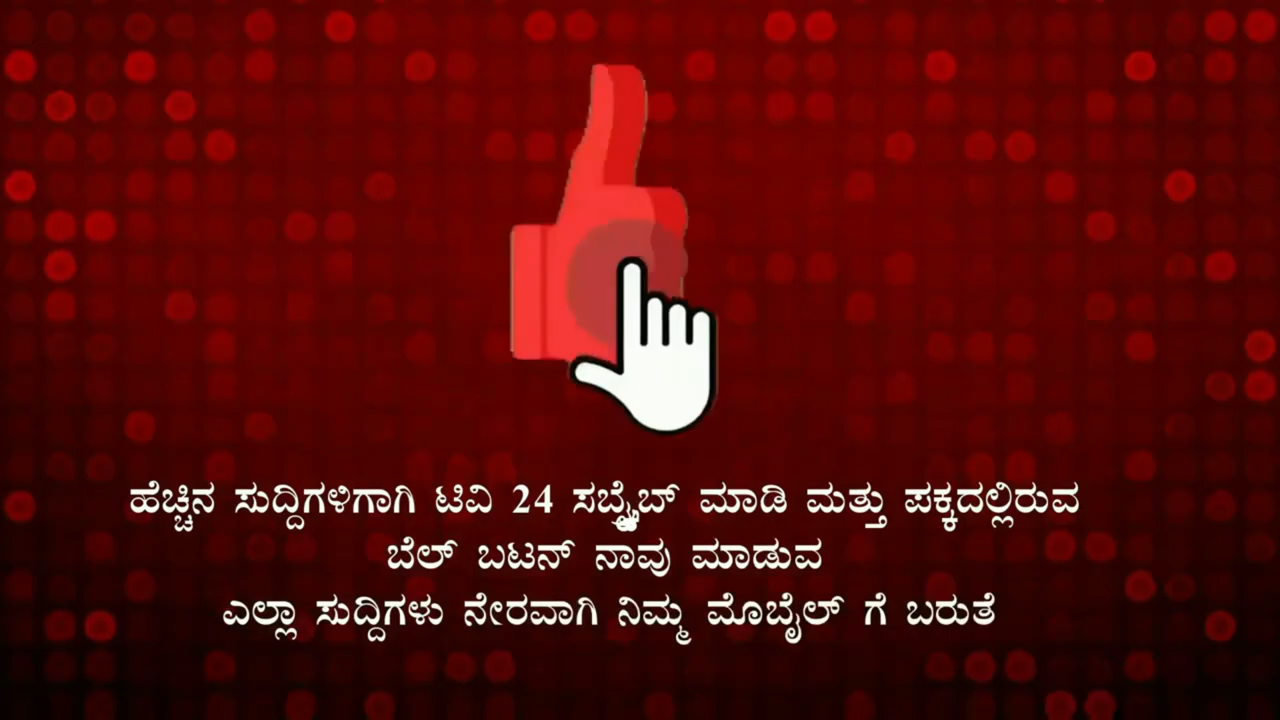 ಹೆಚ್ಚಿನ ಸುದ್ದಿಗಳಿಗಾಗಿ ಟಿವಿ 24 ಸಬ್ಸ್ಕ್ರೈಬ್ ಮಾಡಿ ಮತ್ತು ಪಕ್ಕದಲ್ಲಿರುವ
ಬೆಲ್ ಬಟನ್ ನಾವು ಮಾಡುವ
ಎಲ್ಲಾ ಸುದ್ದಿಗಳು ನೇರವಾಗಿ ನಿಮ್ಮ ಮೊಬೈಲ್ ಗೆ ಬರುತೆ